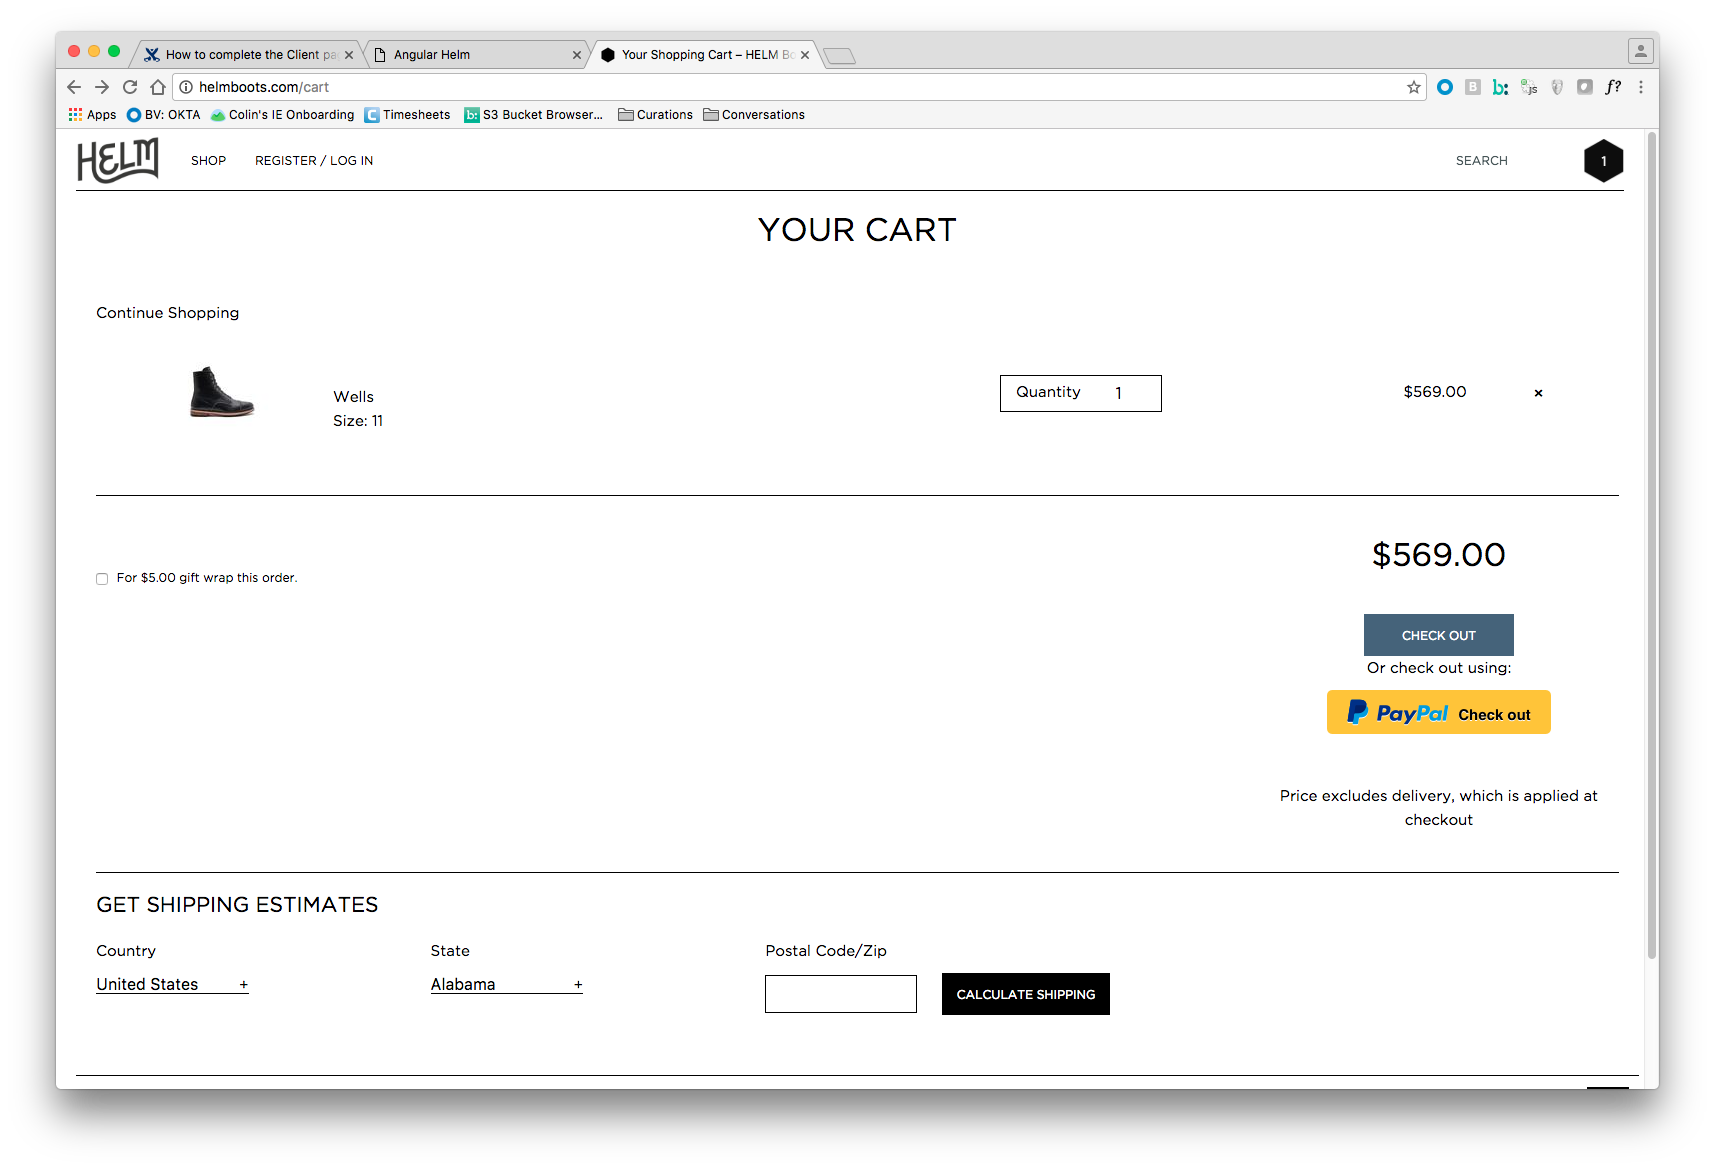 How to complete the Client pa
Angular Helm
Your Shopping Cart – HELM Bo
helmboots.com/cart
Apps
BV: OKTA
Colin's IE Onboarding
Timesheets
S3 Bucket Browser...
Curations
Conversations
HELM
SHOP
REGISTER / LOG IN
SEARCH
1
YOUR CART
Continue Shopping
Wells
Size: 11
Quantity 1
$569.00
×
$569.00
For $5.00 gift wrap this order.
CHECK OUT
Or check out using:
PayPal Check out
Price excludes delivery, which is applied at
checkout
GET SHIPPING ESTIMATES
Country
State
Postal Code/Zip
United States +
Alabama +
CALCULATE SHIPPING